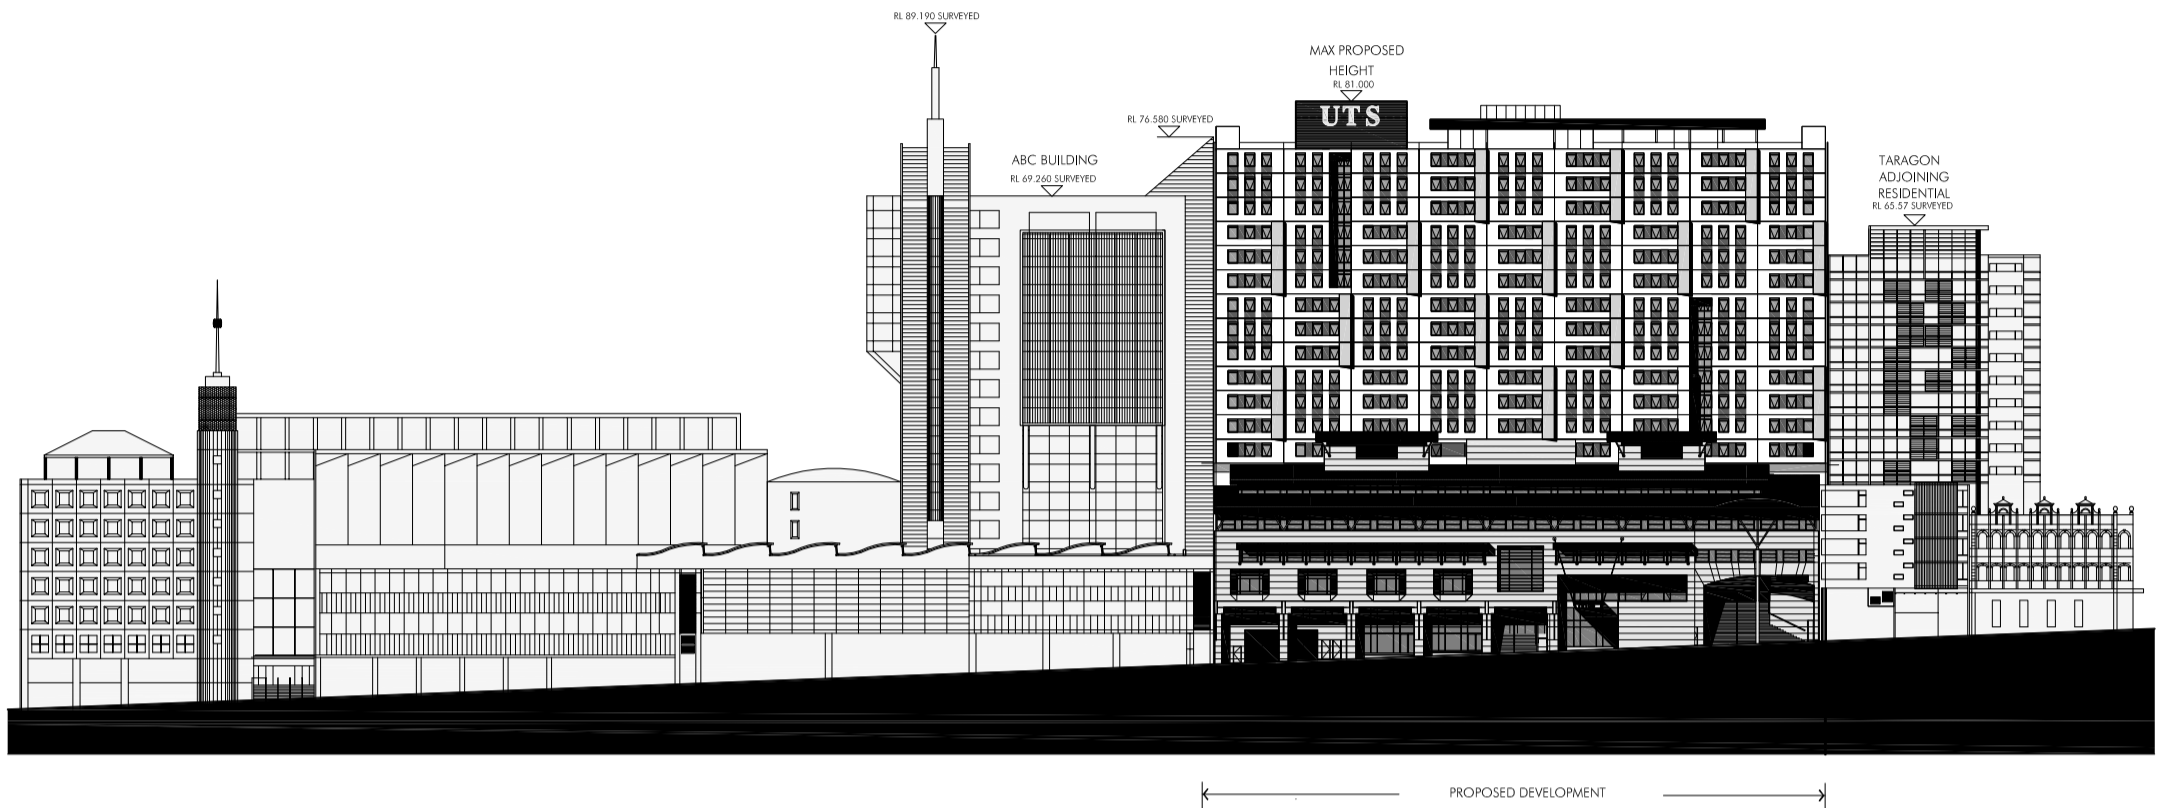 RL 89.190 SURVEYED
MAX PROPOSED
HEIGHT
RL 81.000
UTS
RL 76.580 SURVEYED
ABC BUILDING
RL 69.260 SURVEYED
TARAGON
ADJOINING
RESIDENTIAL
RL 65.57 SURVEYED
PROPOSED DEVELOPMENT